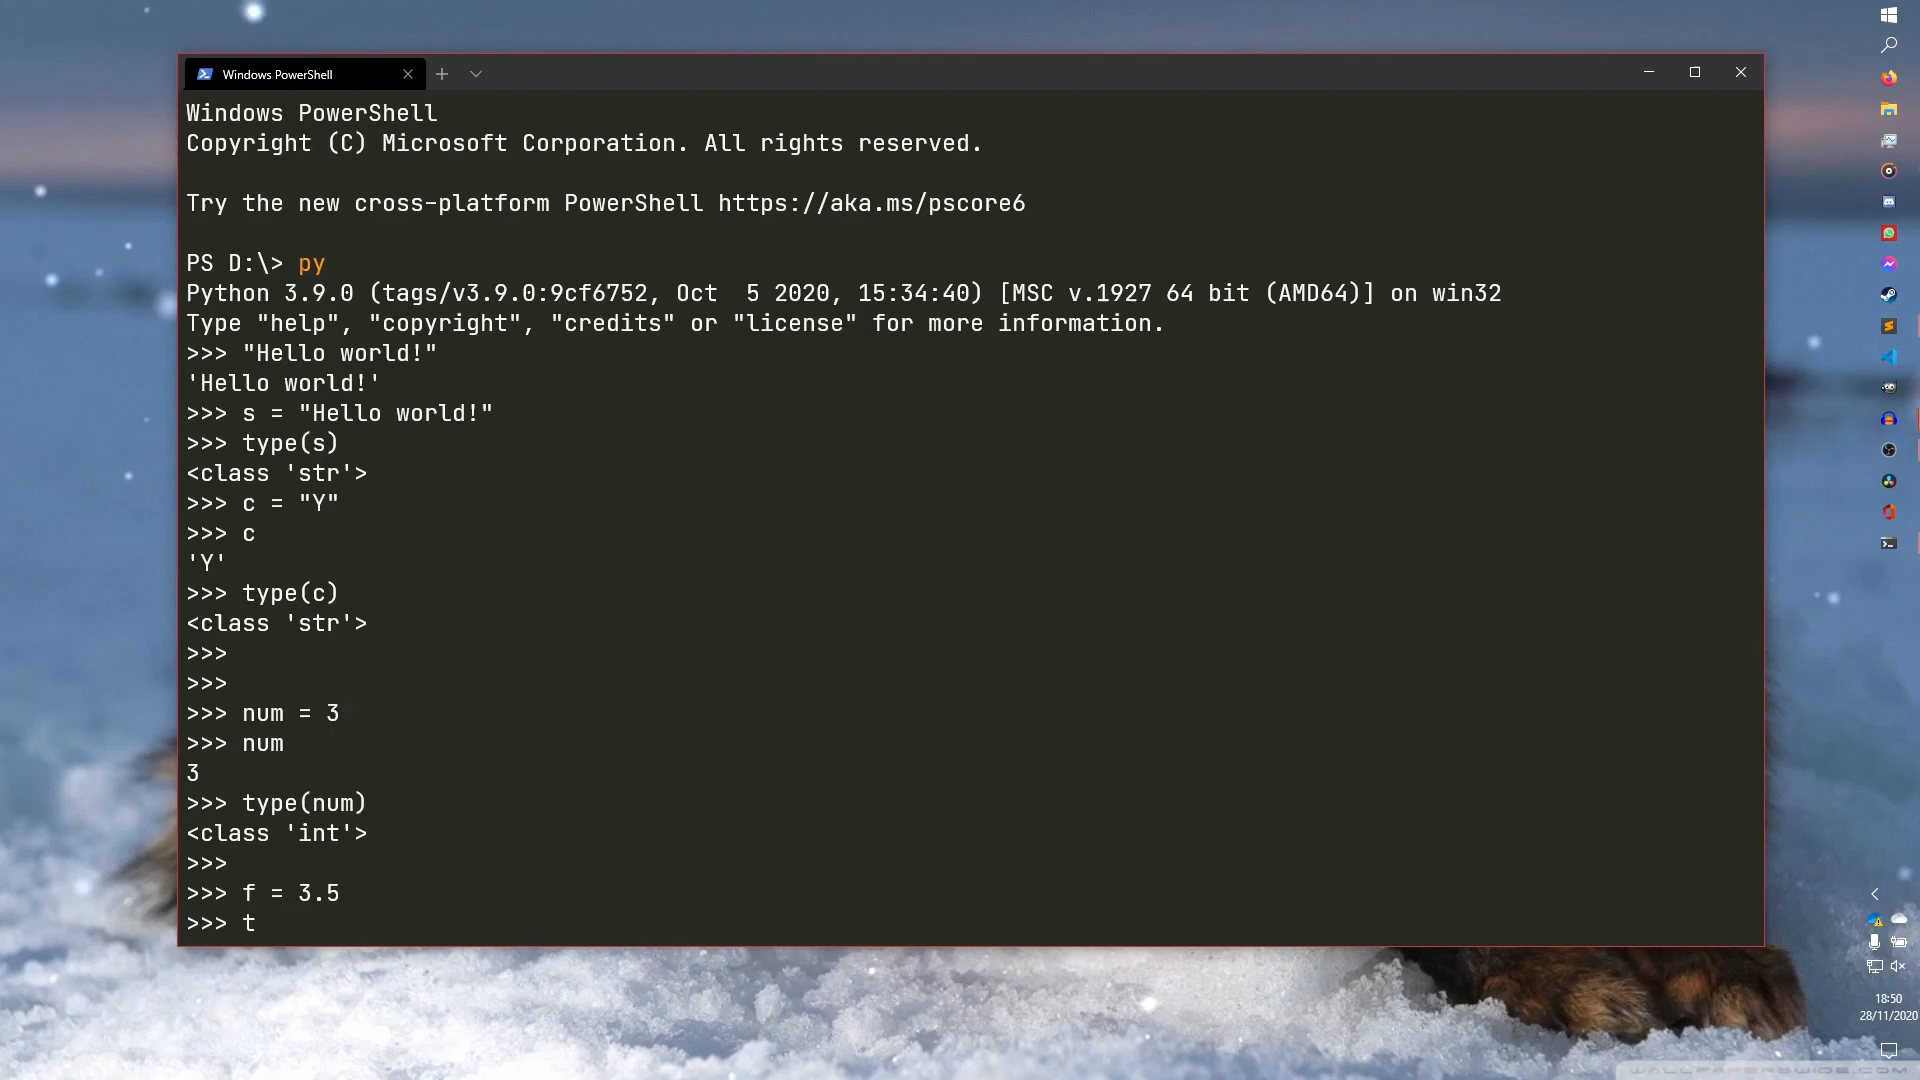 Windows PowerShell
Windows PowerShell
Copyright (C) Microsoft Corporation. All rights reserved.
Try the new cross-platform PowerShell https://aka.ms/pscore6
PS D:\> py
Python 3.9.0 (tags/v3.9.0:9cf6752, Oct  5 2020, 15:34:40) [MSC v.1927 64 bit (AMD64)] on win32
Type "help", "copyright", "credits" or "license" for more information.
>>> "Hello world!"
'Hello world!'
>>> s = "Hello world!"
>>> type(s)
<class 'str'>
>>> c = "Y"
>>> c
'Y'
>>> type(c)
<class 'str'>
>>>
>>>
>>> num = 3
>>> num
3
>>> type(num)
<class 'int'>
>>>
>>> f = 3.5
>>> t
18:50
28/11/2020